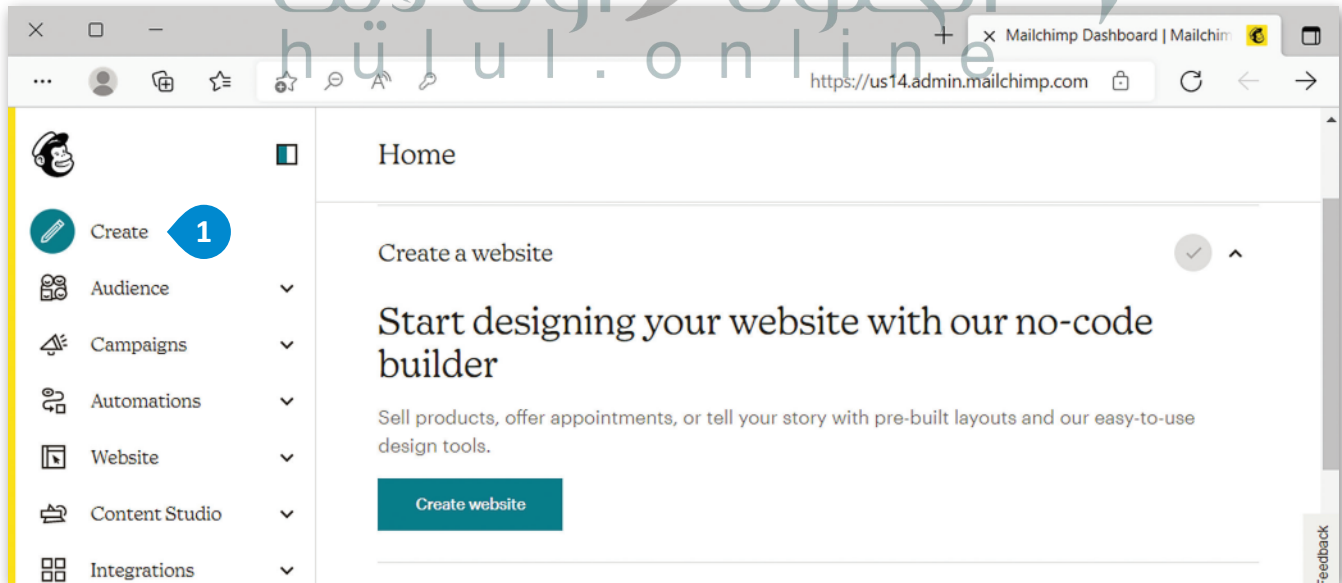 hülul.online
Mailchimp Dashboard | Mailchim
https://us14.admin.mailchimp.com
Home
Create
1
Audience
Campaigns
Automations
Website
Content Studio
Integrations
Create a website
Start designing your website with our no-code
builder
Sell products, offer appointments, or tell your story with pre-built layouts and our easy-to-use
design tools.
Create website
Feedback